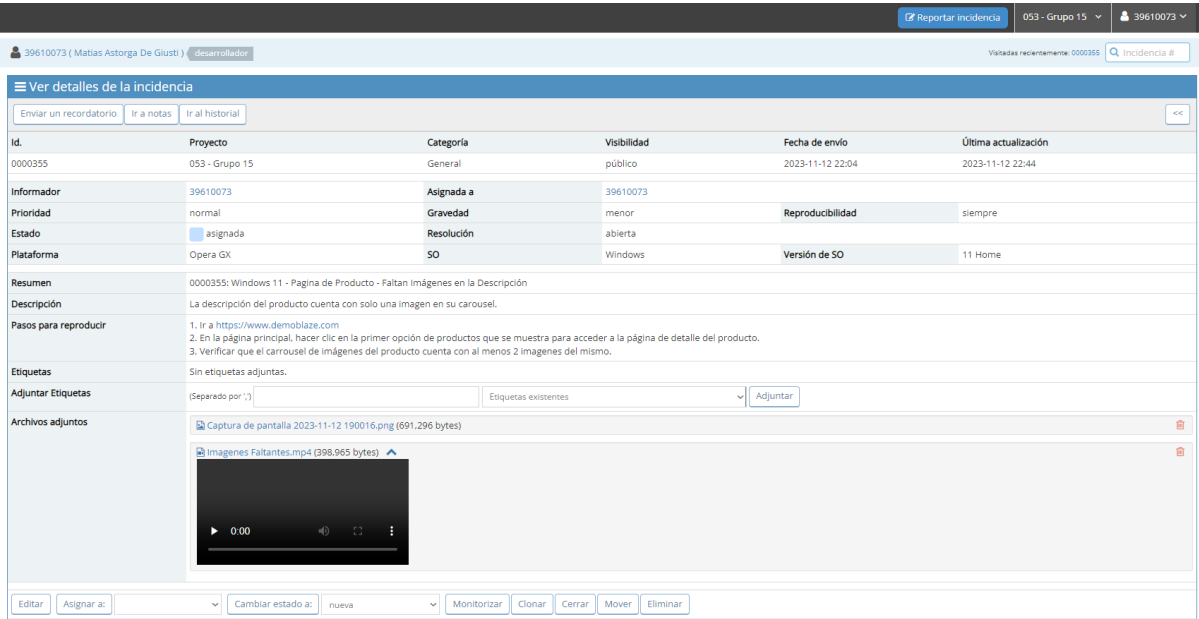 Reportar incidencia 053 - Grupo 15 39610073
39610073 ( Matias Astorga De Giusti ) desarrollador Visitadas recientemente: 0000355 Incidencia #
Ver detalles de la incidencia
Enviar un recordatorio Ir a notas Ir al historial <<
Id. Proyecto Categoría Visibilidad Fecha de envío Última actualización
0000355 053 - Grupo 15 General público 2023-11-12 22:04 2023-11-12 22:44
Informador 39610073 Asignada a 39610073
Prioridad normal Gravedad menor Reproducibilidad siempre
Estado asignada Resolución abierta
Plataforma Opera GX SO Windows Versión de SO 11 Home
Resumen 0000355: Windows 11 - Pagina de Producto - Faltan Imágenes en la Descripción
Descripción La descripción del producto cuenta con solo una imagen en su carousel.
Pasos para reproducir 1. Ir a https://www.demoblaze.com
2. En la página principal, hacer clic en la primer opción de productos que se muestra para acceder a la página de detalle del producto.
3. Verificar que el carrousel de imágenes del producto cuenta con al menos 2 imagenes del mismo.
Etiquetas Sin etiquetas adjuntas.
Adjuntar Etiquetas (Separado por ',') Etiquetas existentes Adjuntar
Archivos adjuntos Captura de pantalla 2023-11-12 190016.png (691,296 bytes)
Imagenes Faltantes.mp4 (398,965 bytes)
0:00
Editar Asignar a: Cambiar estado a: nueva Monitorizar Clonar Cerrar Mover Eliminar